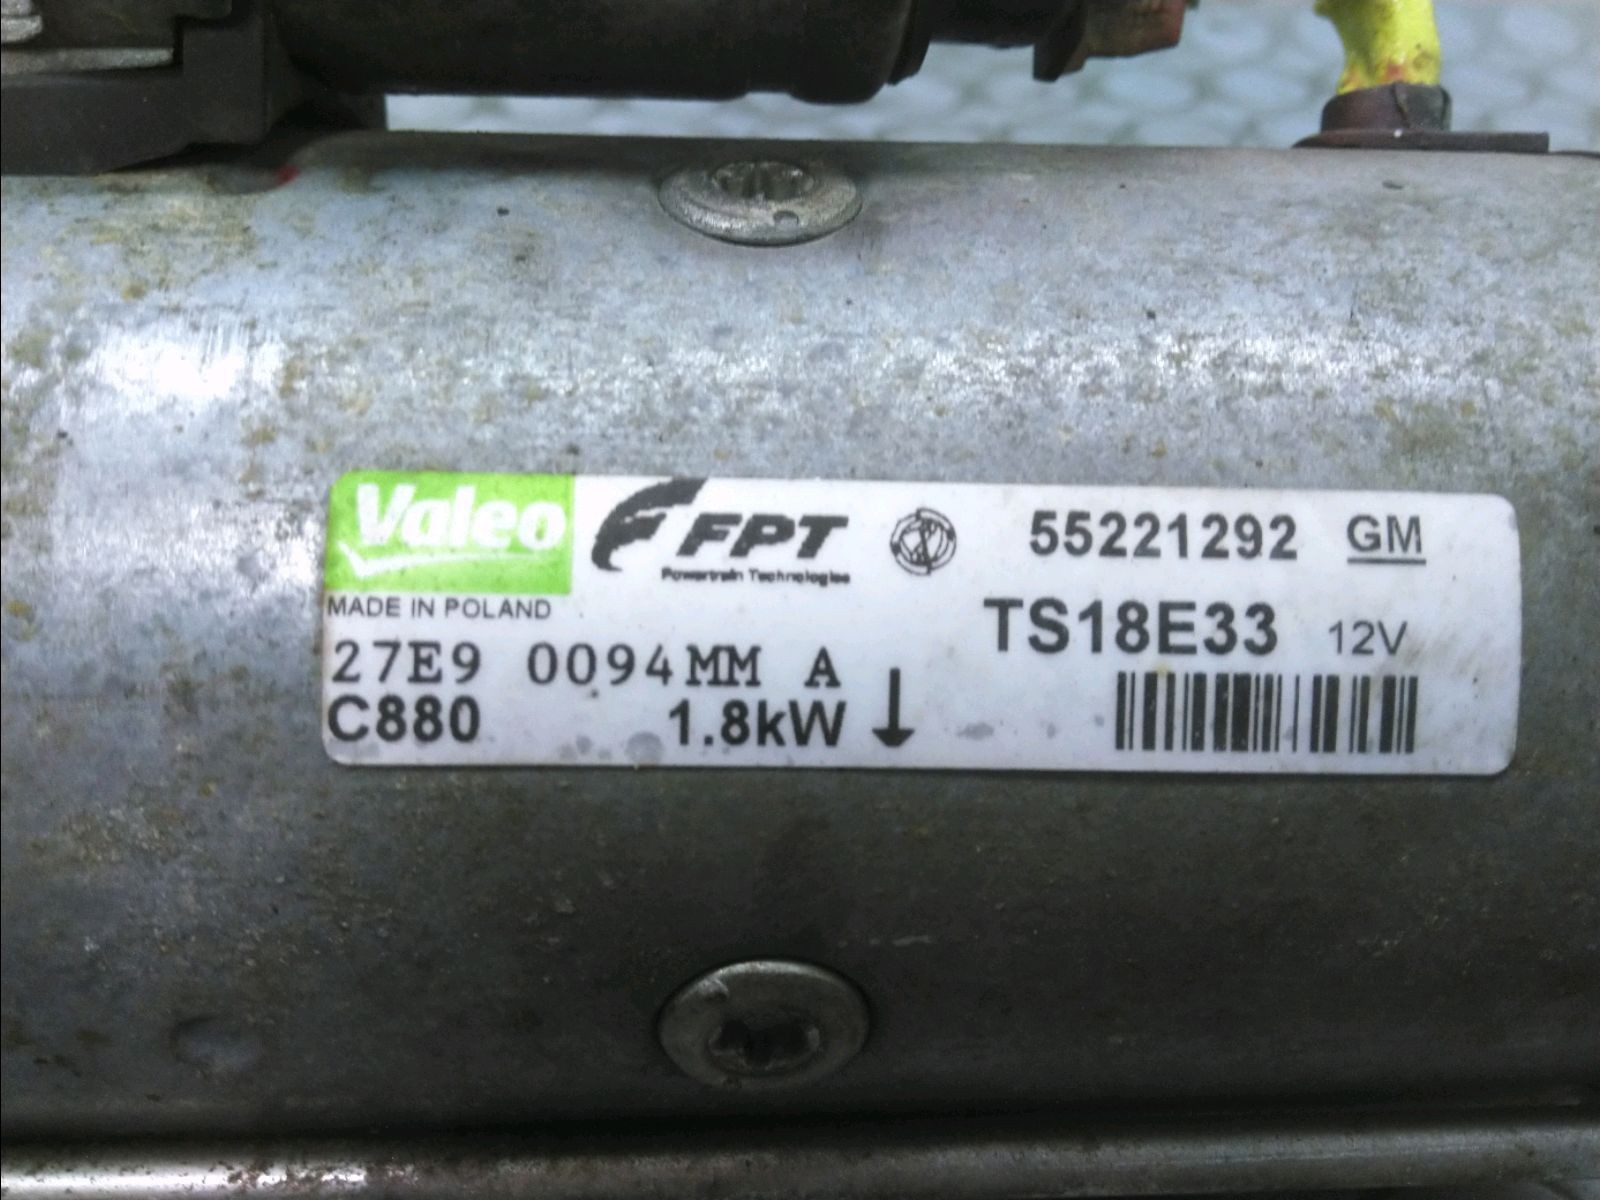 Valeo FPT 55221292 GM
Powertrain Technologies
MADE IN POLAND
TS18E33 12V
27E9 0094MM A
C880 1.8kW